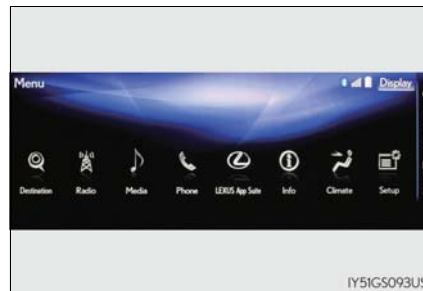 Menu Display
Destination Radio Media Phone LEXUS App Suite Info Climate Setup
IY51GS093US